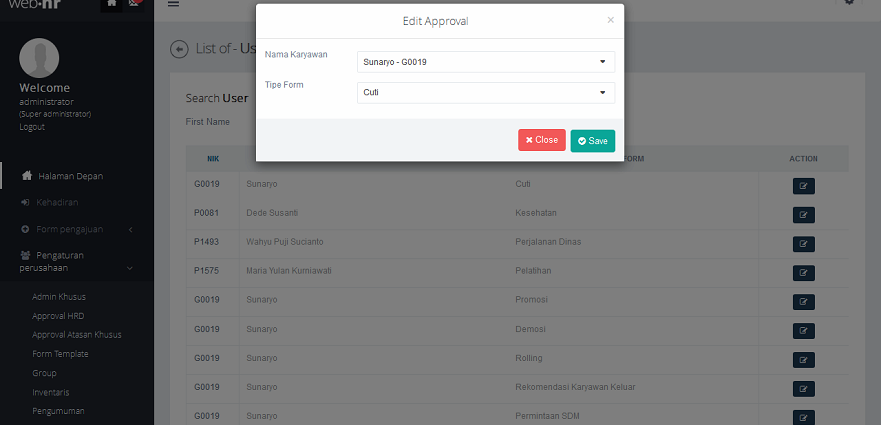 web·hr
Edit Approval
×
Welcome
administrator
(Super administrator)
Logout
Halaman Depan
Kehadiran
Form pengajuan
Pengaturan
perusahaan
Admin Khusus
Approval HRD
Approval Atasan Khusus
Form Template
Group
Inventaris
Pengumuman
List of - Us
Nama Karyawan
Sunaryo - G0019
Tipe Form
Cuti
Close
Save
Search User
First Name
NIK FORM ACTION
G0019 Sunaryo Cuti
P0081 Dede Susanti Kesehatan
P1493 Wahyu Puji Sucianto Perjalanan Dinas
P1575 Maria Yulan Kurniawati Pelatihan
G0019 Sunaryo Promosi
G0019 Sunaryo Demosi
G0019 Sunaryo Rolling
G0019 Sunaryo Rekomendasi Karyawan Keluar
G0019 Sunaryo Permintaan SDM